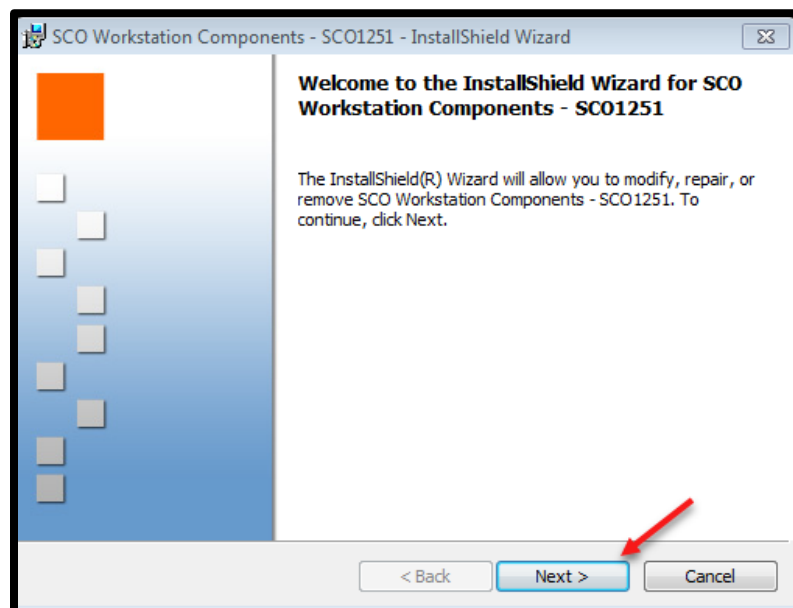 SCO Workstation Components - SCO1251 - InstallShield Wizard
Welcome to the InstallShield Wizard for SCO
Workstation Components - SCO1251
The InstallShield(R) Wizard will allow you to modify, repair, or
remove SCO Workstation Components - SCO1251. To
continue, click Next.
< Back
Next >
Cancel